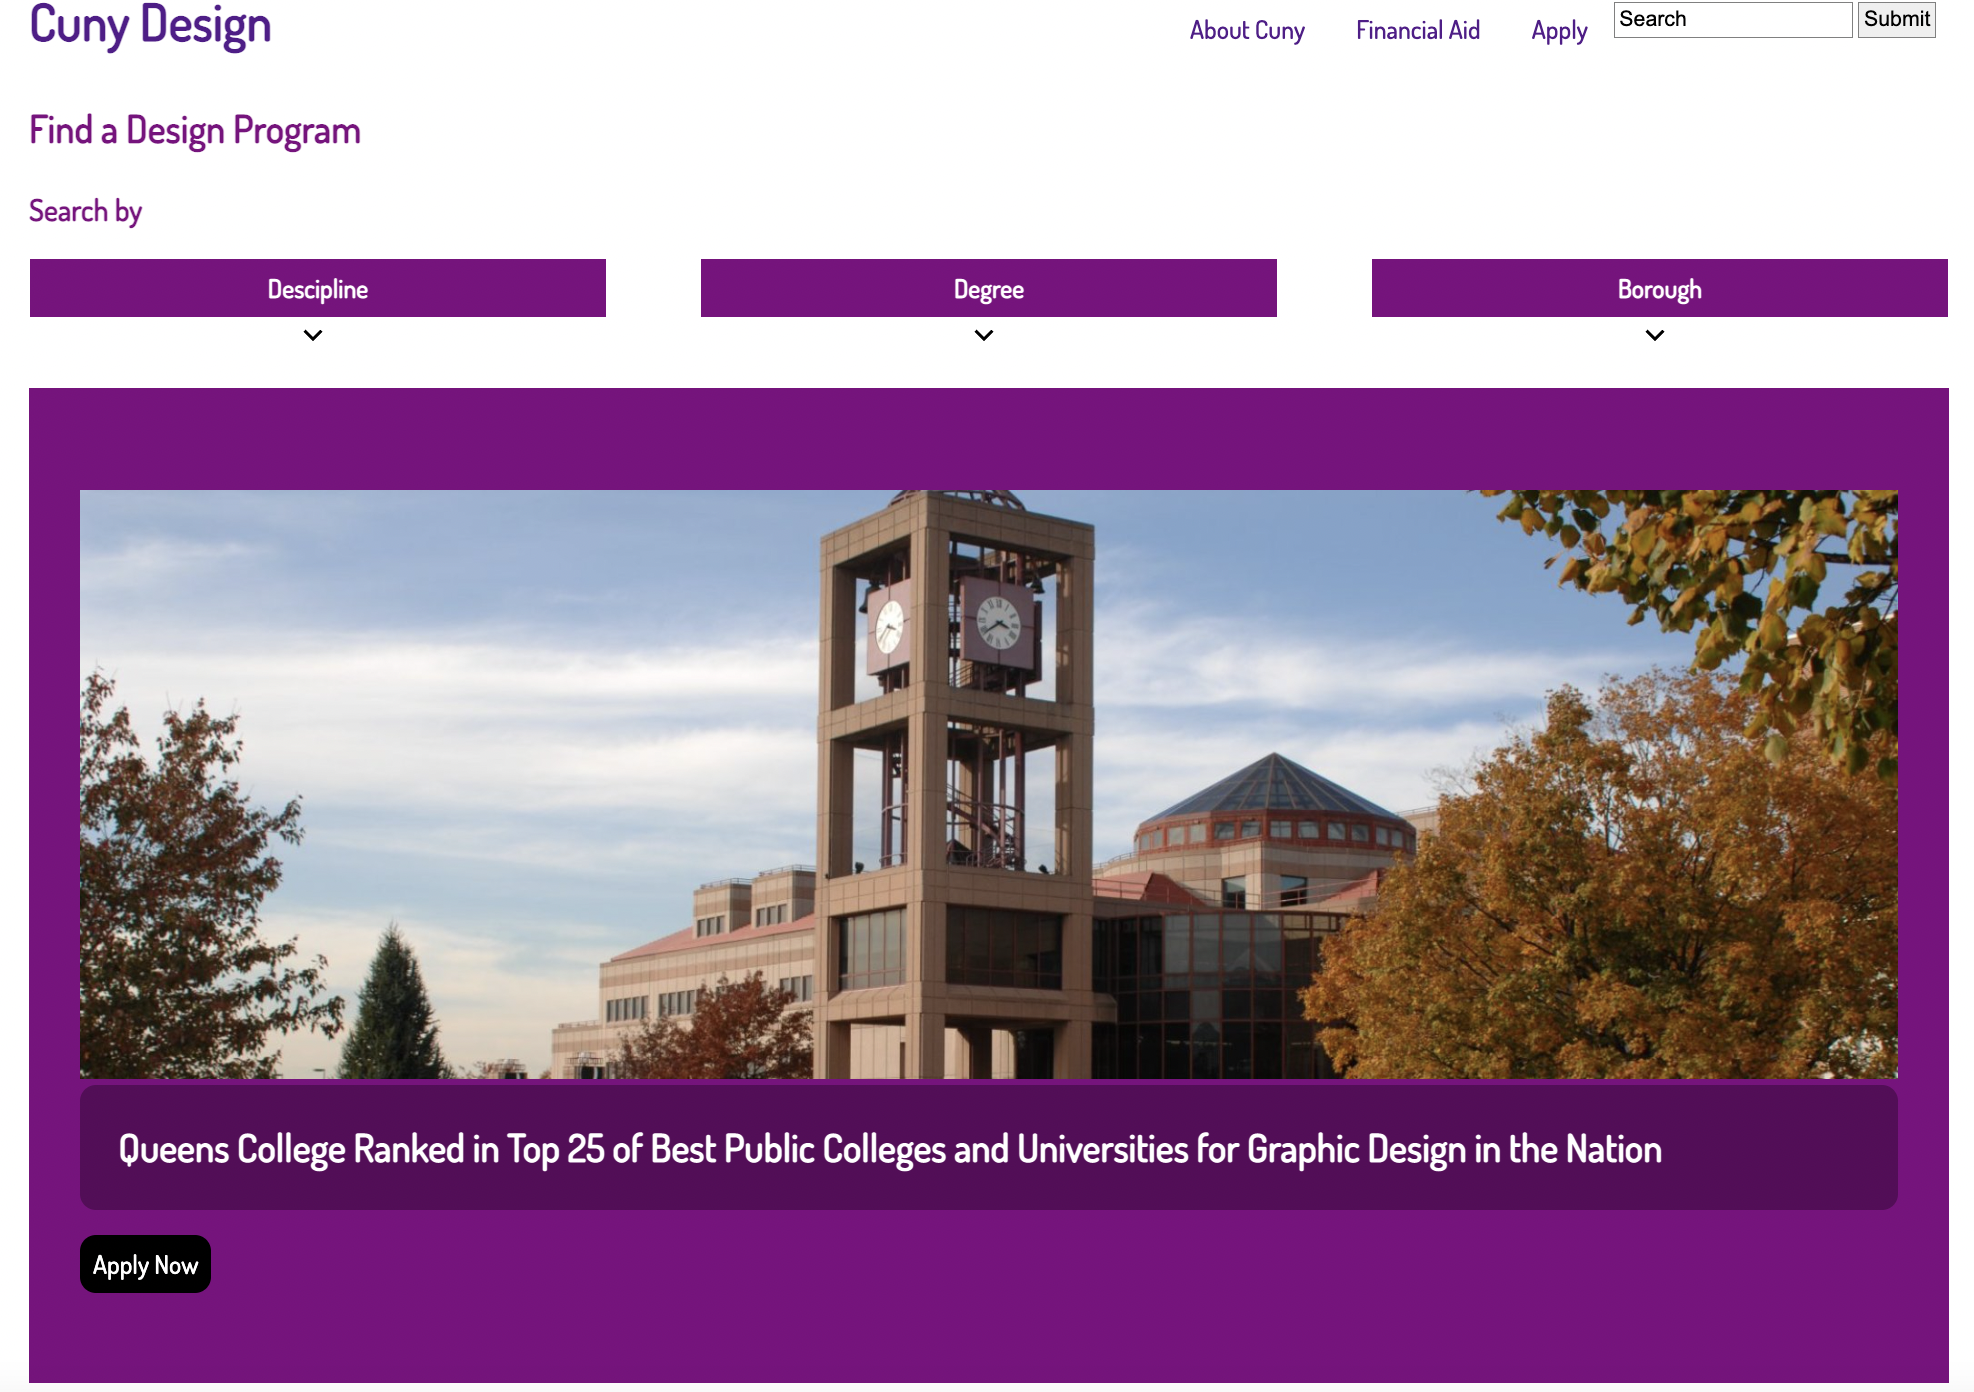 Cuny Design
About Cuny
Financial Aid
Apply
Search
Submit
Find a Design Program
Search by
Descipline
Degree
Borough
Queens College Ranked in Top 25 of Best Public Colleges and Universities for Graphic Design in the Nation
Apply Now